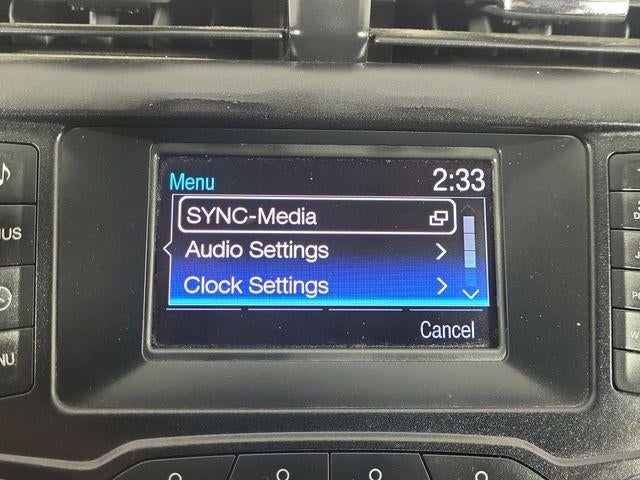 Menu 2:33
SYNC-Media
Audio Settings
Clock Settings
Cancel